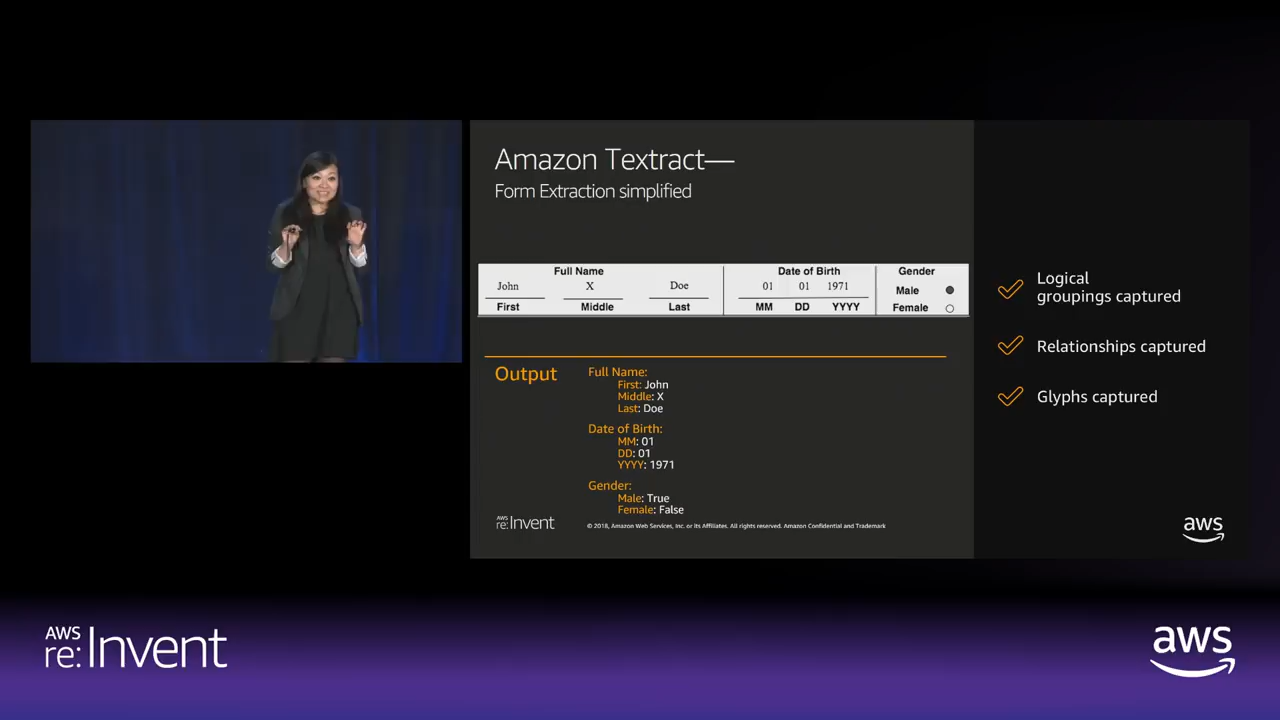 Amazon Textract—
Form Extraction simplified
Full Name
Date of Birth
Gender
John X Doe
01 01 1971
Male
First Middle Last
MM DD YYYY
Female
Logical
groupings captured
Relationships captured
Glyphs captured
Output
Full Name:
First: John
Middle: X
Last: Doe
Date of Birth:
MM: 01
DD: 01
YYYY: 1971
Gender:
Male: True
Female: False
AWS
re:Invent
© 2018, Amazon Web Services, Inc. or its Affiliates. All rights reserved. Amazon Confidential and Trademark
aws
AWS
re:Invent
aws